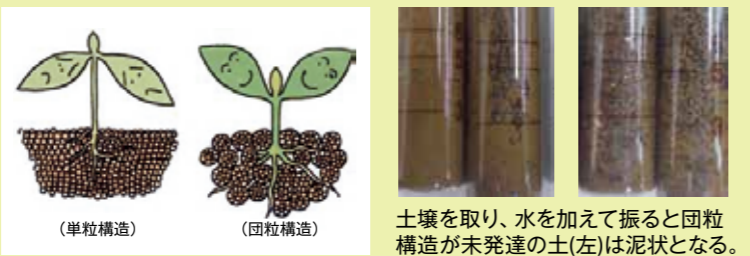 （単粒構造）
（団粒構造）
土壌を取り、水を加えて振ると団粒
構造が未発達の土(左)は泥状となる。